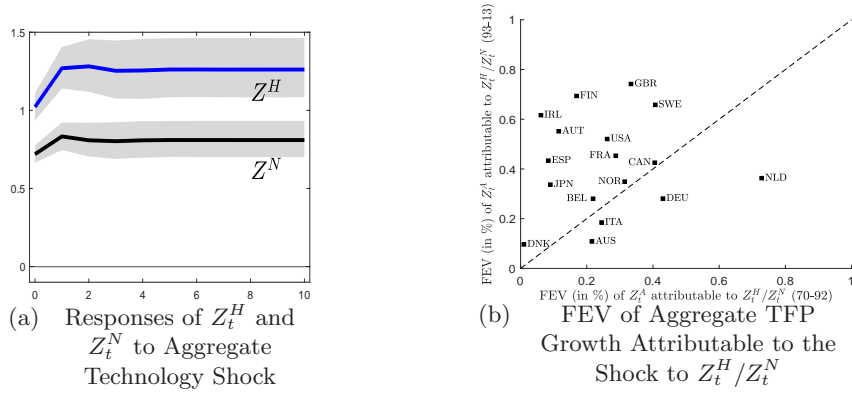 1.5
1
0.5
0
0 2 4 6 8 10
Z^H
Z^N
(a) Responses of Z_t^H and
Z_t^N to Aggregate
Technology Shock
FEV (in %) of Z_t^A attributable to Z_t^H/Z_t^N (93-13)
1
0.8
0.6
0.4
0.2
0
0 0.2 0.4 0.6 0.8 1
GBR
FIN
SWE
IRL
AUT
USA
FRA
ESP
CAN
JPN
NOR
NLD
BEL
DEU
ITA
AUS
DNK
FEV (in %) of Z_t^A attributable to Z_t^H/Z_t^N (70-92)
(b) FEV of Aggregate TFP
Growth Attributable to the
Shock to Z_t^H/Z_t^N